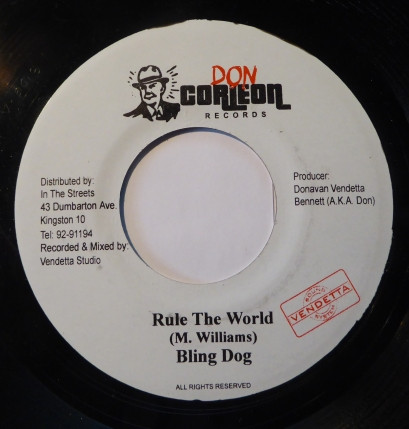 DON
CORLEON
RECORDS
Distributed by:
In The Streets
43 Dumbarton Ave.
Kingston 10
Tel: 92-91194
Recorded & Mixed by:
Vendetta Studio
Producer:
Donavan Vendetta
Bennett (A.K.A. Don)
VENDETTA
Rule The World
(M. Williams)
Bling Dog
ALL RIGHTS RESERVED